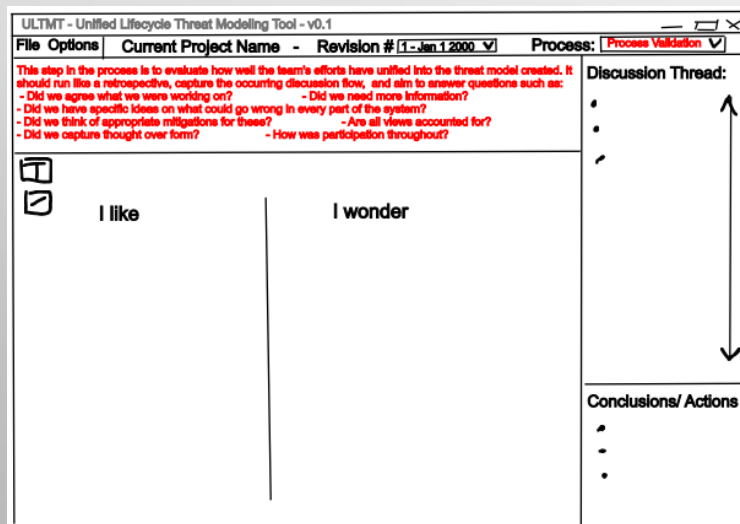 ULTMT - Unified Lifecycle Threat Modeling Tool - v0.1
File Options Current Project Name - Revision # 1 - Jan 1 2000 Process: Process Validation
This step in the process is to evaluate how well the team's efforts have unified into the threat model created. It
should run like a retrospective, capture the occurring discussion flow, and aim to answer questions such as:
- Did we agree what we were working on? - Did we need more information?
- Did we have specific ideas on what could go wrong in every part of the system?
- Did we think of appropriate mitigations for these? - Are all views accounted for?
- Did we capture thought over form? - How was participation throughout?
T
I like I wonder
Discussion Thread:
Conclusions/ Actions